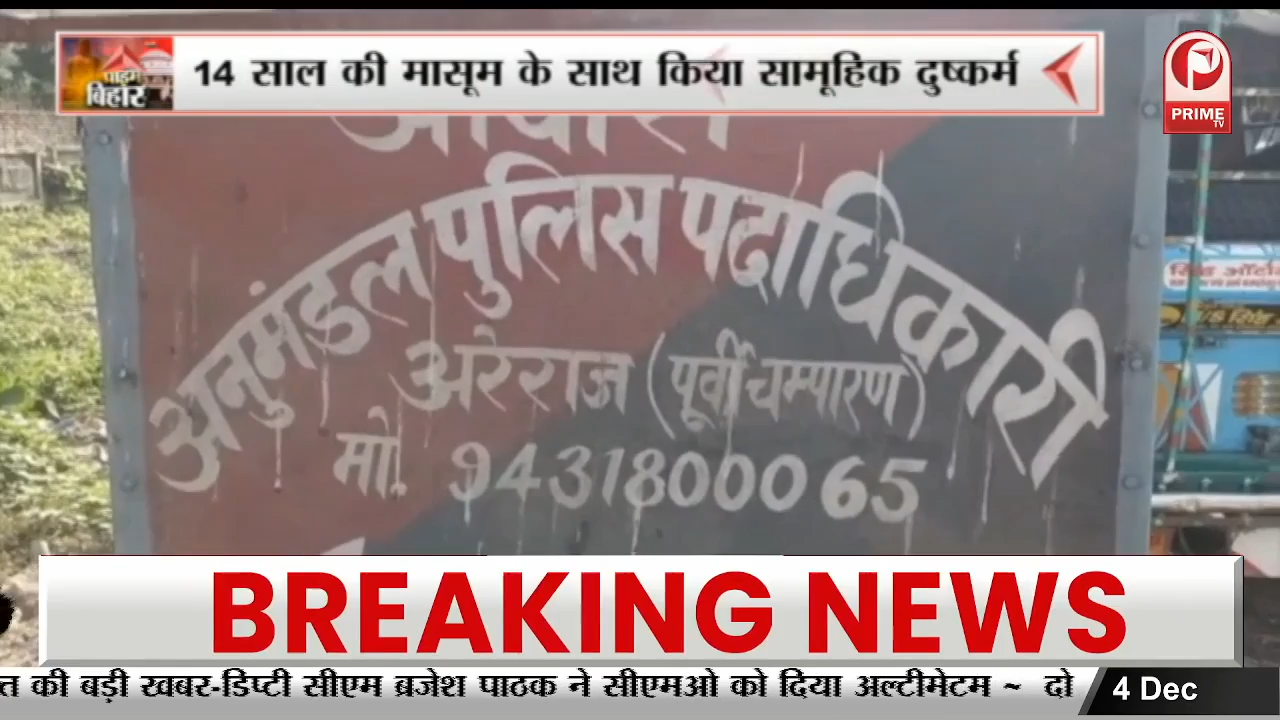 प्राइम
बिहार
14 साल की मासूम के साथ किया सामूहिक दुष्कर्म
PRIME
TV
अनुमंडल पुलिस पदाधिकारी
अरेराज (पूर्वी चम्पारण)
मो. 9431800065
BREAKING NEWS
त की बड़ी खबर-डिप्टी सीएम ब्रजेश पाठक ने सीएमओ को दिया अल्टीमेटम ~ दो
4 Dec